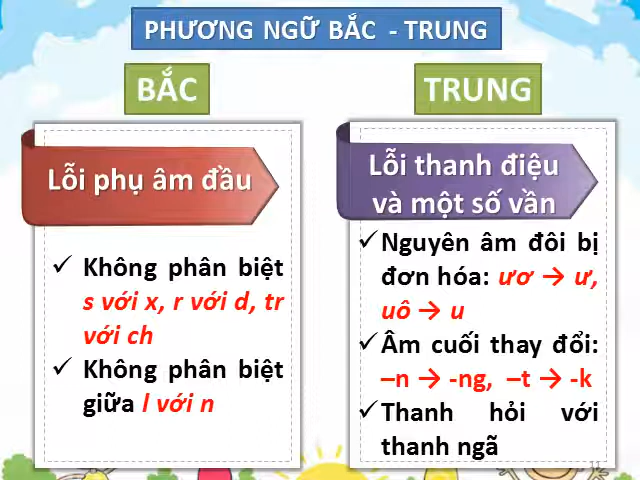 PHƯƠNG NGỮ BẮC - TRUNG
BẮC
TRUNG
Lỗi phụ âm đầu
✓ Không phân biệt
s với x, r với d, tr
với ch
✓ Không phân biệt
giữa l với n
Lỗi thanh điệu
và một số vần
✓ Nguyên âm đôi bị
đơn hóa: ươ → ư,
uô → u
✓ Âm cuối thay đổi:
–n → -ng, –t → -k
✓ Thanh hỏi với
thanh ngã